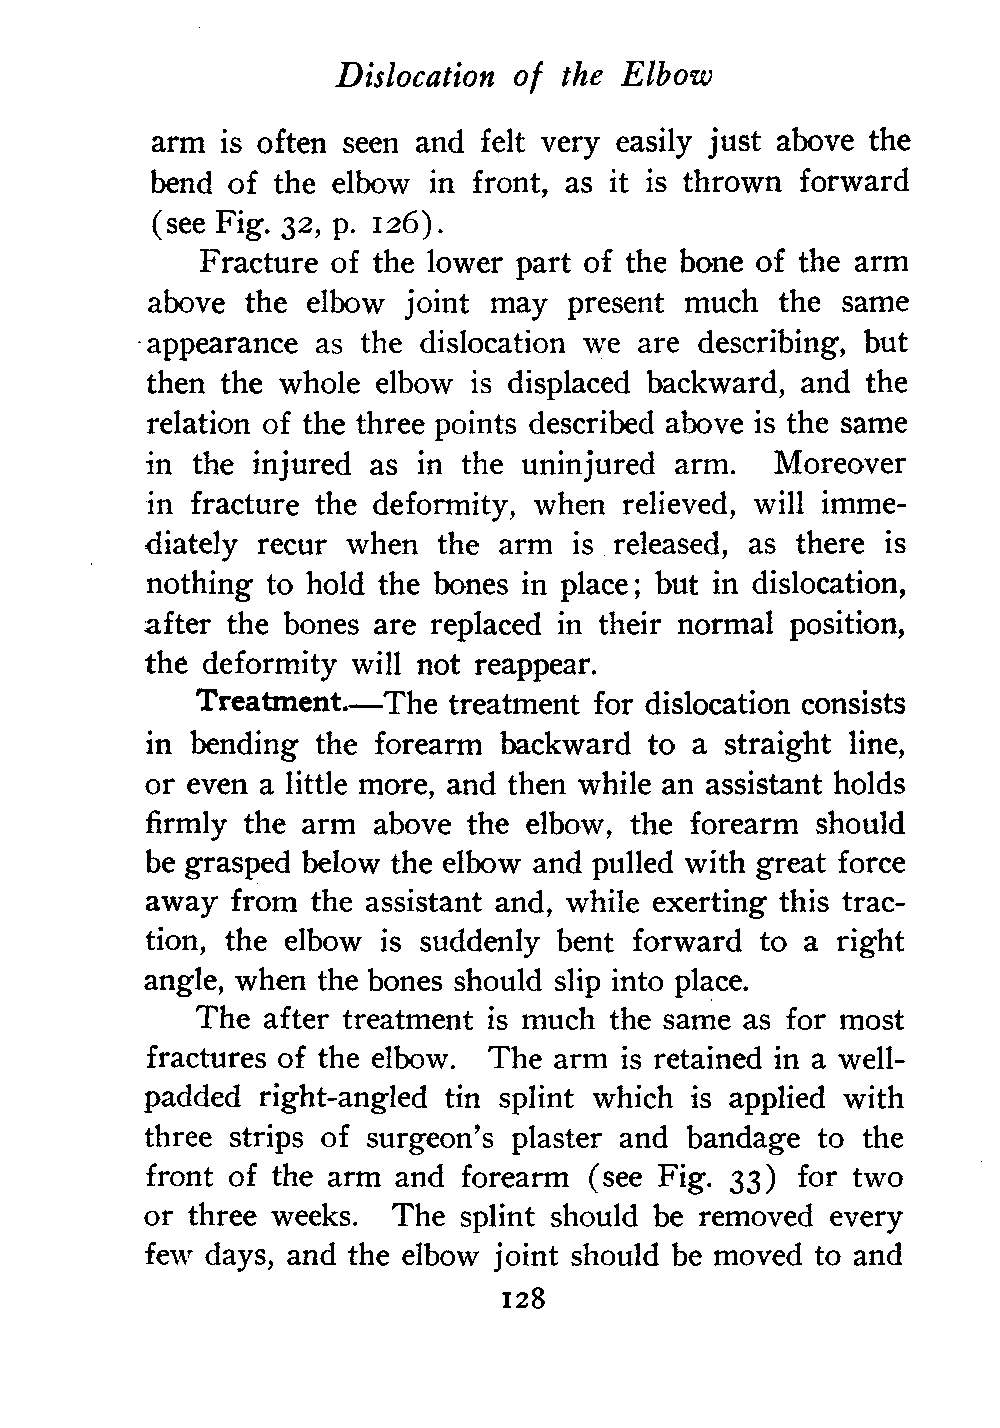 Dislocation of the Elbow
arm is often seen and felt very easily just above the
bend of the elbow in front, as it is thrown forward
(see Fig. 32, p. 126).
Fracture of the lower part of the bone of the arm
above the elbow joint may present much the same
appearance as the dislocation we are describing, but
then the whole elbow is displaced backward, and the
relation of the three points described above is the same
in the injured as in the uninjured arm. Moreover
in fracture the deformity, when relieved, will imme-
diately recur when the arm is released, as there is
nothing to hold the bones in place; but in dislocation,
after the bones are replaced in their normal position,
the deformity will not reappear.
Treatment.—The treatment for dislocation consists
in bending the forearm backward to a straight line,
or even a little more, and then while an assistant holds
firmly the arm above the elbow, the forearm should
be grasped below the elbow and pulled with great force
away from the assistant and, while exerting this trac-
tion, the elbow is suddenly bent forward to a right
angle, when the bones should slip into place.
The after treatment is much the same as for most
fractures of the elbow. The arm is retained in a well-
padded right-angled tin splint which is applied with
three strips of surgeon's plaster and bandage to the
front of the arm and forearm (see Fig. 33) for two
or three weeks. The splint should be removed every
few days, and the elbow joint should be moved to and
128